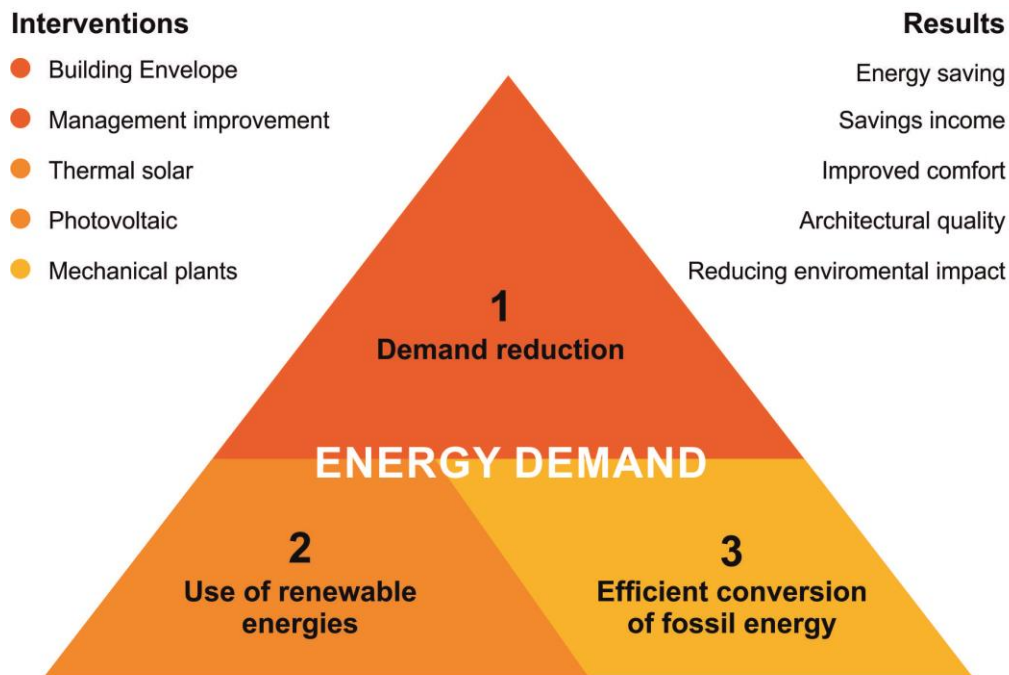 Interventions
Building Envelope
Management improvement
Thermal solar
Photovoltaic
Mechanical plants
Results
Energy saving
Savings income
Improved comfort
Architectural quality
Reducing enviromental impact
1
Demand reduction
ENERGY DEMAND
2
Use of renewable
energies
3
Efficient conversion
of fossil energy